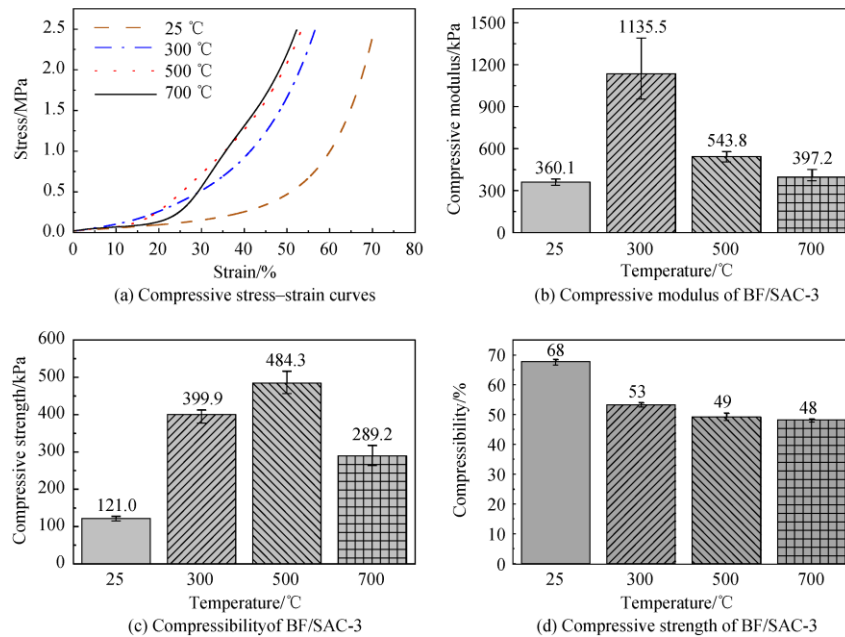 2.5
2.0
1.5
1.0
0.5
0.0
Stress/MPa
25 ℃
300 ℃
500 ℃
700 ℃
0 10 20 30 40 50 60 70 80
Strain/%
(a) Compressive stress–strain curves
1500
1200
900
600
300
0
Compressive modulus/kPa
360.1
1135.5
543.8
397.2
25 300 500 700
Temperature/℃
(b) Compressive modulus of BF/SAC-3
600
500
400
300
200
100
0
Compressive strength/kPa
121.0
399.9
484.3
289.2
25 300 500 700
Temperature/℃
(c) Compressibilityof BF/SAC-3
70
60
50
40
30
20
10
0
Compressibility/%
68
53
49
48
25 300 500 700
Temperature/℃
(d) Compressive strength of BF/SAC-3